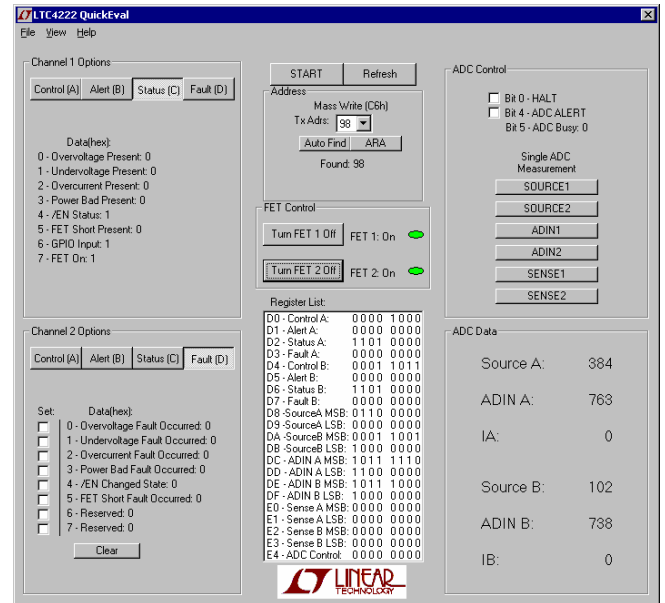 LTC4222 QuickEval
File View Help
Channel 1 Options
Control (A) Alert (B) Status (C) Fault (D)
Data(hex):
0 - Overvoltage Present: 0
1 - Undervoltage Present: 0
2 - Overcurrent Present: 0
3 - Power Bad Present: 0
4 - /EN Status: 1
5 - FET Short Present: 0
6 - GPIO Input: 1
7 - FET On: 1
Channel 2 Options
Control (A) Alert (B) Status (C) Fault (D)
Set: Data(hex):
0 - Overvoltage Fault Occurred: 0
1 - Undervoltage Fault Occurred: 0
2 - Overcurrent Fault Occurred: 0
3 - Power Bad Fault Occurred: 0
4 - /EN Changed State: 0
5 - FET Short Fault Occurred: 0
6 - Reserved: 0
7 - Reserved: 0
Clear
START Refresh
Address
Mass Write (C6h)
Tx Adrs: 98
Auto Find ARA
Found: 98
FET Control
Turn FET 1 Off FET 1: On
Turn FET 2 Off FET 2: On
Register List:
D0 - Control A: 0000 1000
D1 - Alert A: 0000 0000
D2 - Status A: 1101 0000
D3 - Fault A: 0000 0000
D4 - Control B: 0001 1011
D5 - Alert B: 0000 0000
D6 - Status B: 1101 0000
D7 - Fault B: 0000 0000
D8 -SourceA MSB: 0110 0000
D9 -SourceA LSB: 0000 0000
DA -SourceB MSB: 0001 1001
DB -SourceB LSB: 1000 0000
DC - ADIN A MSB: 1011 1110
DD - ADIN A LSB: 1100 0000
DE - ADIN B MSB: 1011 1000
DF - ADIN B LSB: 1000 0000
E0 - Sense A MSB: 0000 0000
E1 - Sense A LSB: 0000 0000
E2 - Sense B MSB: 0000 0000
E3 - Sense B LSB: 0000 0000
E4 - ADC Control: 0000 0000
LINEAR
TECHNOLOGY
ADC Control
Bit 0 - HALT
Bit 4 - ADC ALERT
Bit 5 - ADC Busy: 0
Single ADC
Measurement
SOURCE1
SOURCE2
ADIN1
ADIN2
SENSE1
SENSE2
ADC Data
Source A: 384
ADIN A: 763
IA: 0
Source B: 102
ADIN B: 738
IB: 0